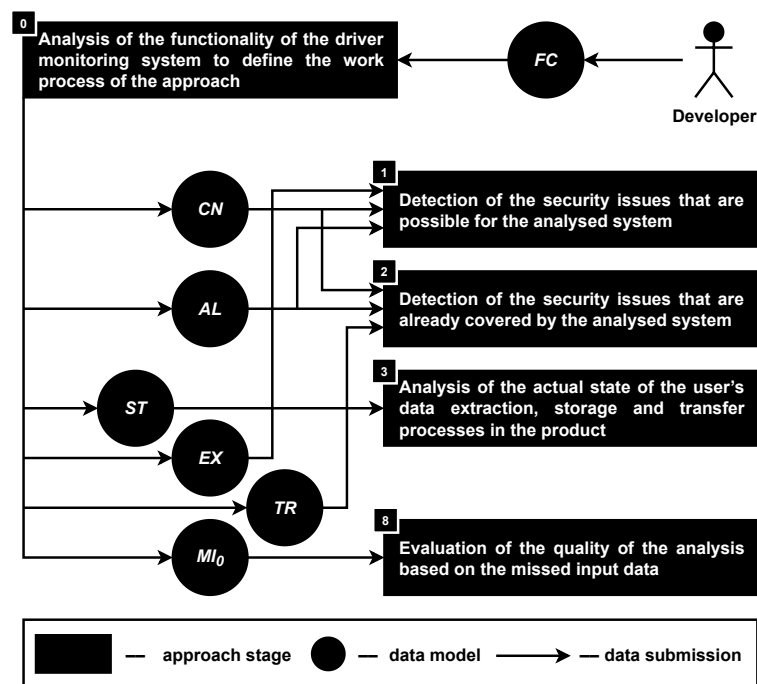 0
Analysis of the functionality of the driver
monitoring system to define the work
process of the approach
FC
Developer
1
CN
Detection of the security issues that are
possible for the analysed system
2
AL
Detection of the security issues that are
already covered by the analysed system
3
ST
Analysis of the actual state of the user's
data extraction, storage and transfer
processes in the product
EX
TR
8
MI0
Evaluation of the quality of the analysis
based on the missed input data
— approach stage — data model — data submission